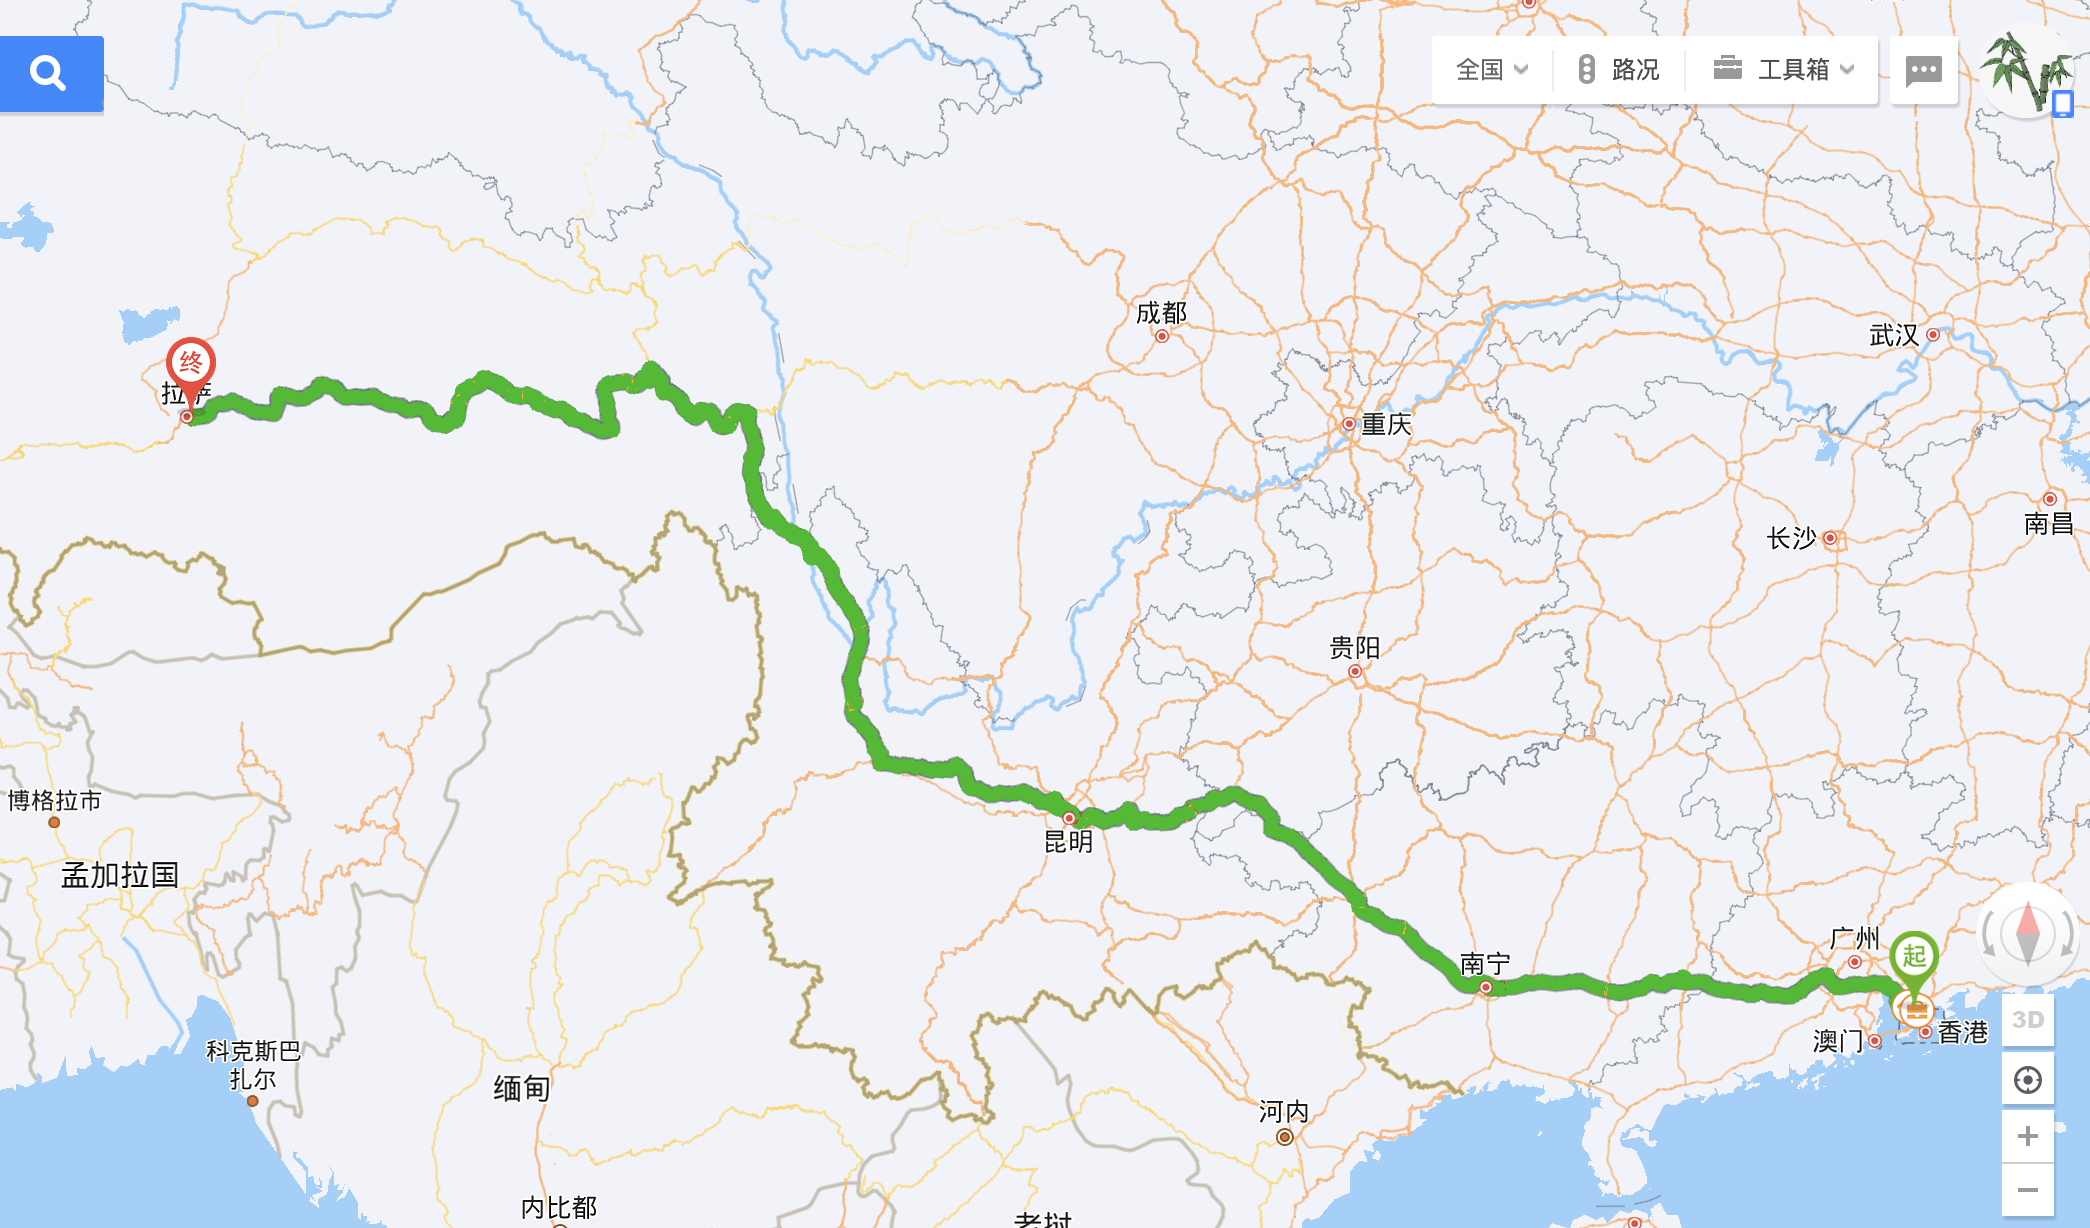 全国
路况
工具箱
成都
武汉
终
拉萨
重庆
南昌
长沙
贵阳
博格拉市
昆明
孟加拉国
广州
起
南宁
3D
香港
澳门
科克斯巴
扎尔
缅甸
河内
内比都
老挝